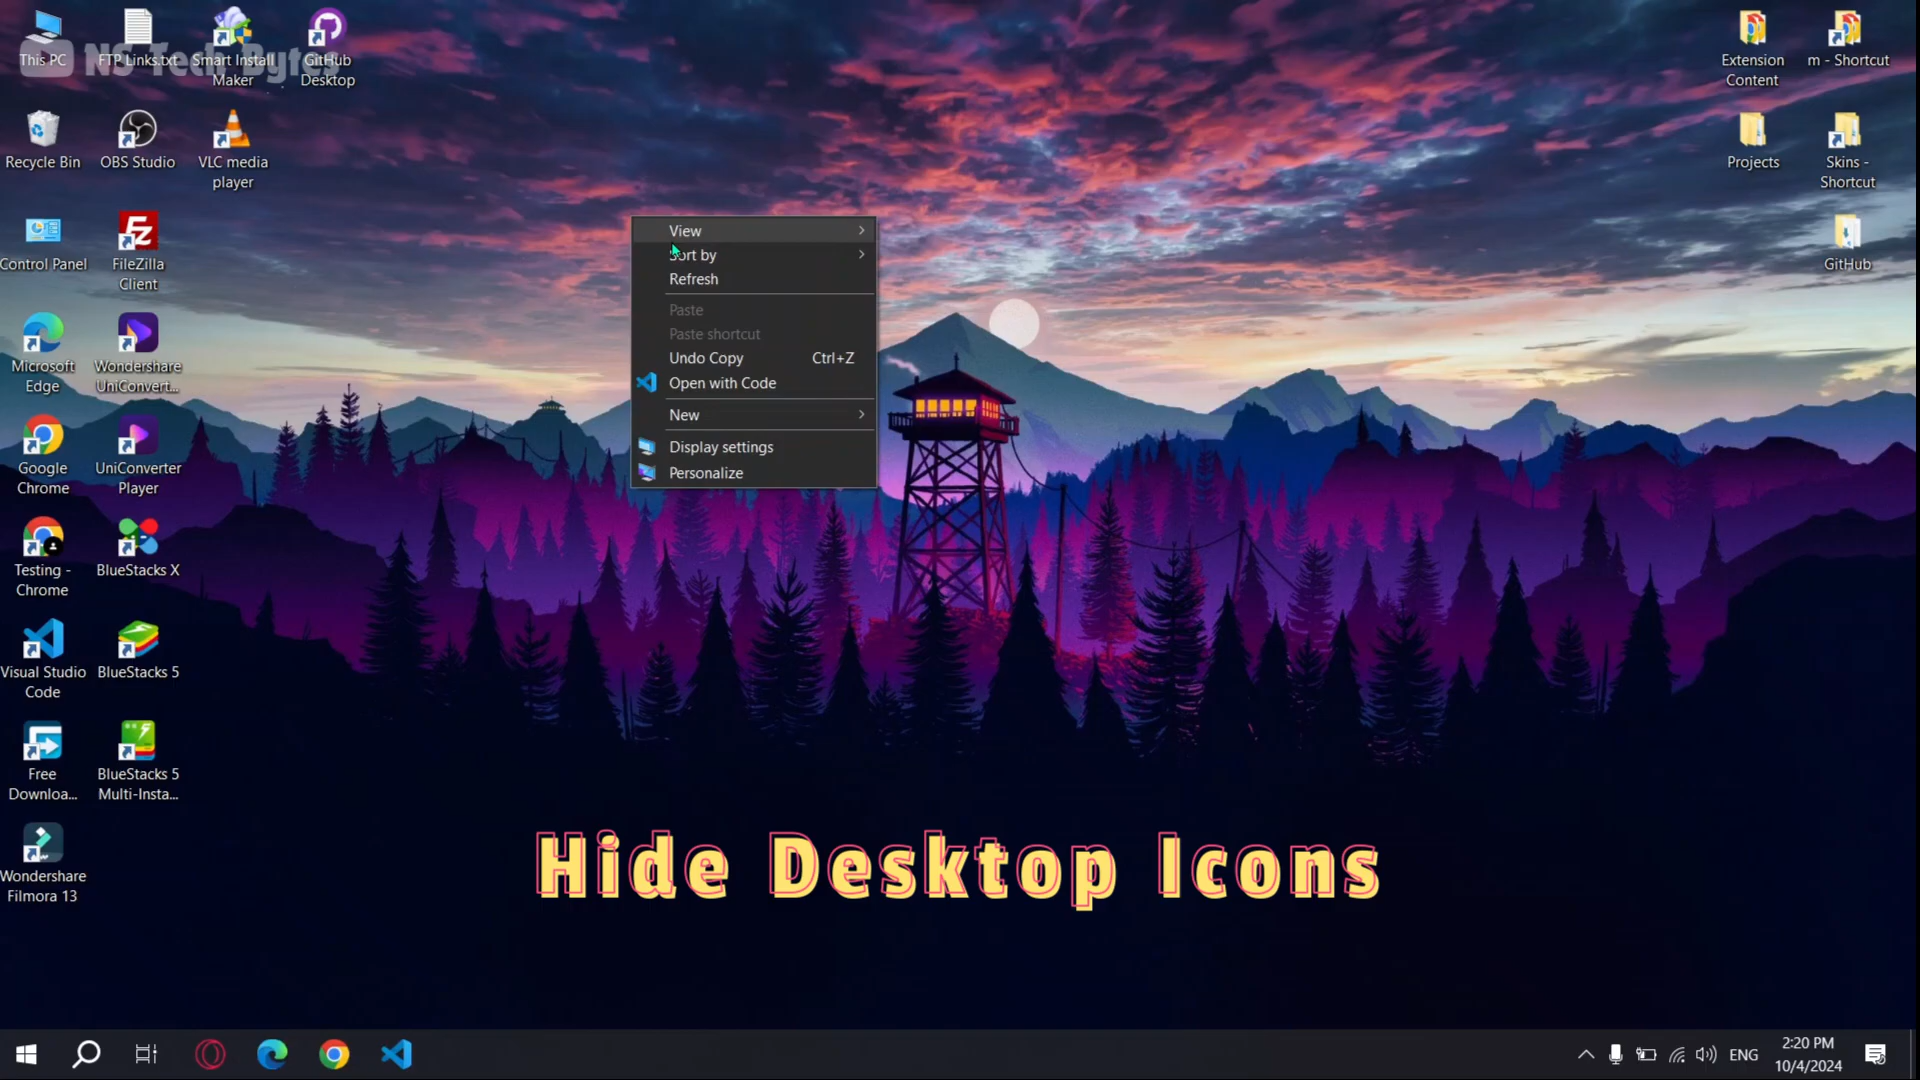 NS Tech Bytes
This PC
FTP Links.txt
Smart Install
Maker
GitHub
Desktop
Recycle Bin
OBS Studio
VLC media
player
Control Panel
FileZilla
Client
Microsoft
Edge
Wondershare
UniConvert...
Google
Chrome
UniConverter
Player
Testing -
Chrome
BlueStacks X
Visual Studio
Code
BlueStacks 5
Free
Downloa...
BlueStacks 5
Multi-Insta...
Wondershare
Filmora 13
Extension
Content
m - Shortcut
Projects
Skins -
Shortcut
GitHub
View
Sort by
Refresh
Paste
Paste shortcut
Undo Copy Ctrl+Z
Open with Code
New
Display settings
Personalize
Hide Desktop Icons
ENG
2:20 PM
10/4/2024